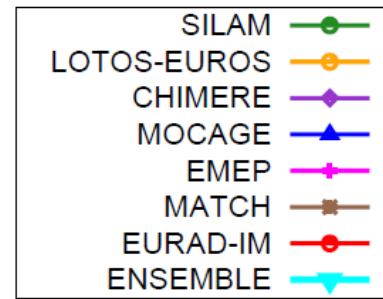 SILAM
LOTOS-EUROS
CHIMERE
MOCAGE
EMEP
MATCH
EURAD-IM
ENSEMBLE